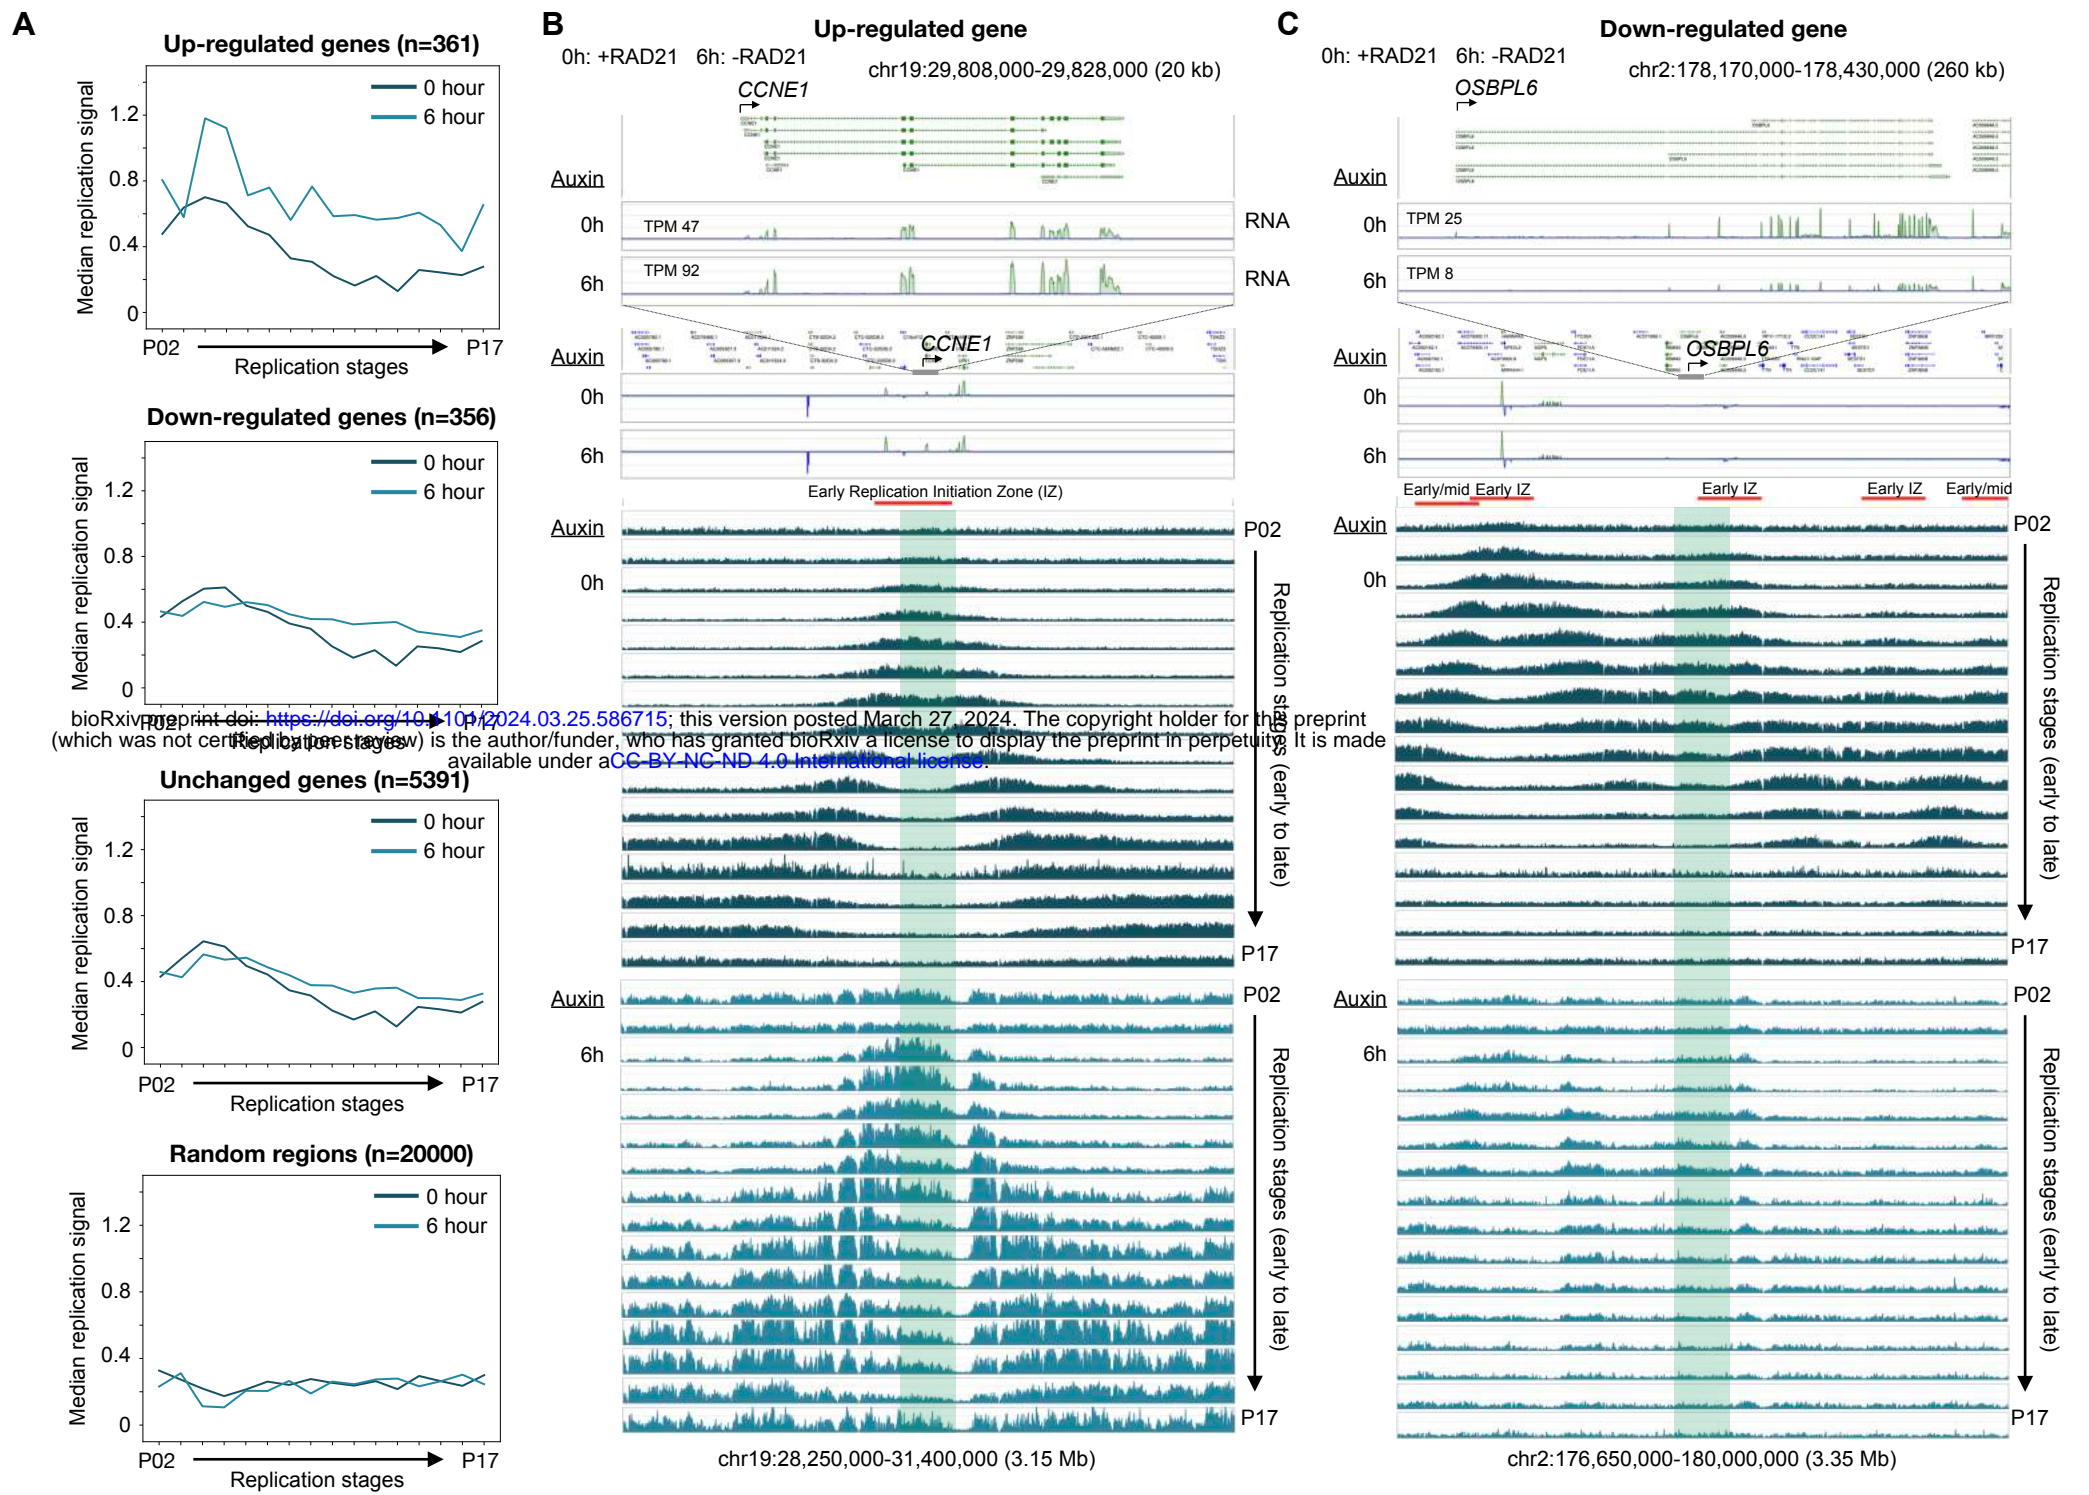 A
Up-regulated genes (n=361)
Median replication signal
1.2
0.8
0.4
0
0 hour
6 hour
P02
P17
Replication stages
Down-regulated genes (n=356)
Median replication signal
1.2
0.8
0.4
0
0 hour
6 hour
P02
P17
Replication stages
bioRxiv preprint doi: https://doi.org/10.1101/2024.03.25.586715; this version posted March 27, 2024. The copyright holder for this preprint
(which was not certified by peer review) is the author/funder, who has granted bioRxiv a license to display the preprint in perpetuity. It is made
available under aCC-BY-NC-ND 4.0 International license.
Unchanged genes (n=5391)
Median replication signal
1.2
0.8
0.4
0
0 hour
6 hour
P02
P17
Replication stages
Random regions (n=20000)
Median replication signal
1.2
0.8
0.4
0
0 hour
6 hour
P02
P17
Replication stages
B
Up-regulated gene
0h: +RAD21 6h: -RAD21
chr19:29,808,000-29,828,000 (20 kb)
CCNE1
Auxin
0h
TPM 47
RNA
6h
TPM 92
RNA
Auxin
CCNE1
0h
6h
Early Replication Initiation Zone (IZ)
Auxin
0h
P02
Replication stages (early to late)
P17
Auxin
6h
P02
Replication stages (early to late)
P17
chr19:28,250,000-31,400,000 (3.15 Mb)
C
Down-regulated gene
0h: +RAD21 6h: -RAD21
chr2:178,170,000-178,430,000 (260 kb)
OSBPL6
Auxin
0h
TPM 25
6h
TPM 8
Auxin
OSBPL6
0h
6h
Early/mid Early IZ Early IZ Early IZ Early/mid
Auxin
0h
P02
Replication stages (early to late)
P17
Auxin
6h
P02
Replication stages (early to late)
P17
chr2:176,650,000-180,000,000 (3.35 Mb)